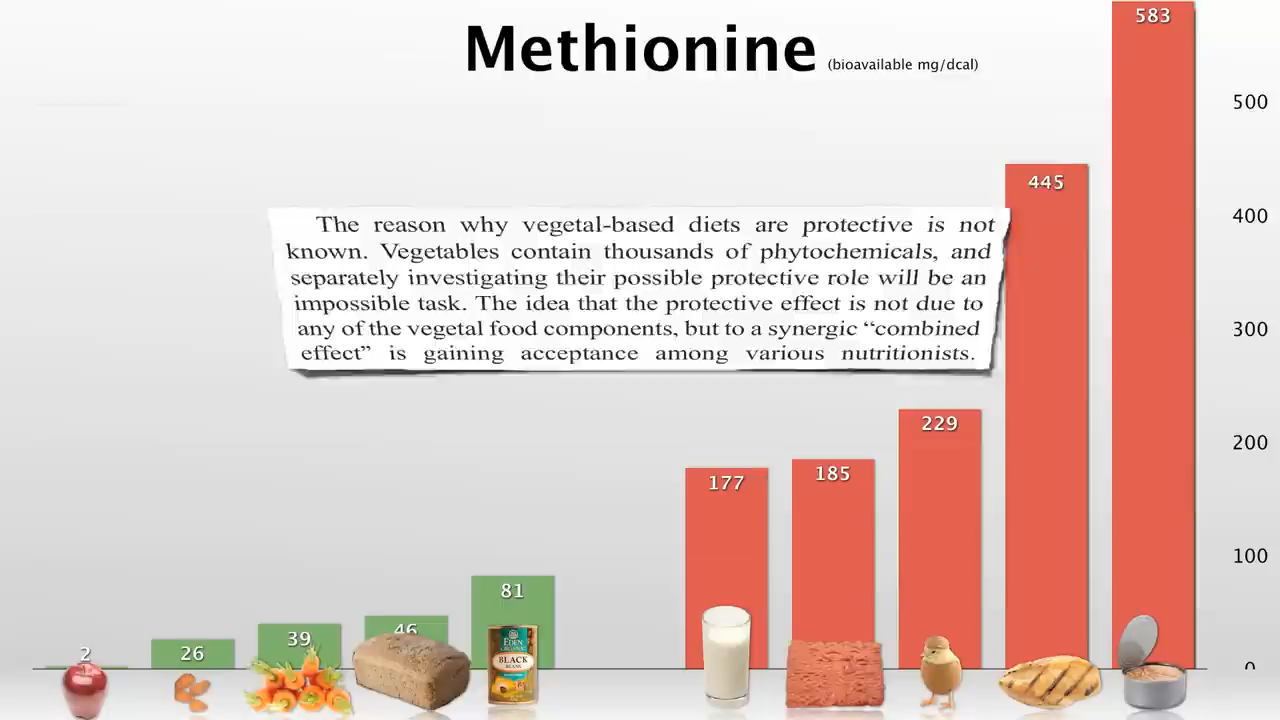 583
Methionine (bioavailable mg/dcal)
500
445
400
The reason why vegetal-based diets are protective is not
known. Vegetables contain thousands of phytochemicals, and
separately investigating their possible protective role will be an
impossible task. The idea that the protective effect is not due to
any of the vegetal food components, but to a synergic “combined
effect” is gaining acceptance among various nutritionists.
300
229
200
185
177
100
81
46
39
26
2
EDEN
ORGANIC
BLACK
BEANS
0